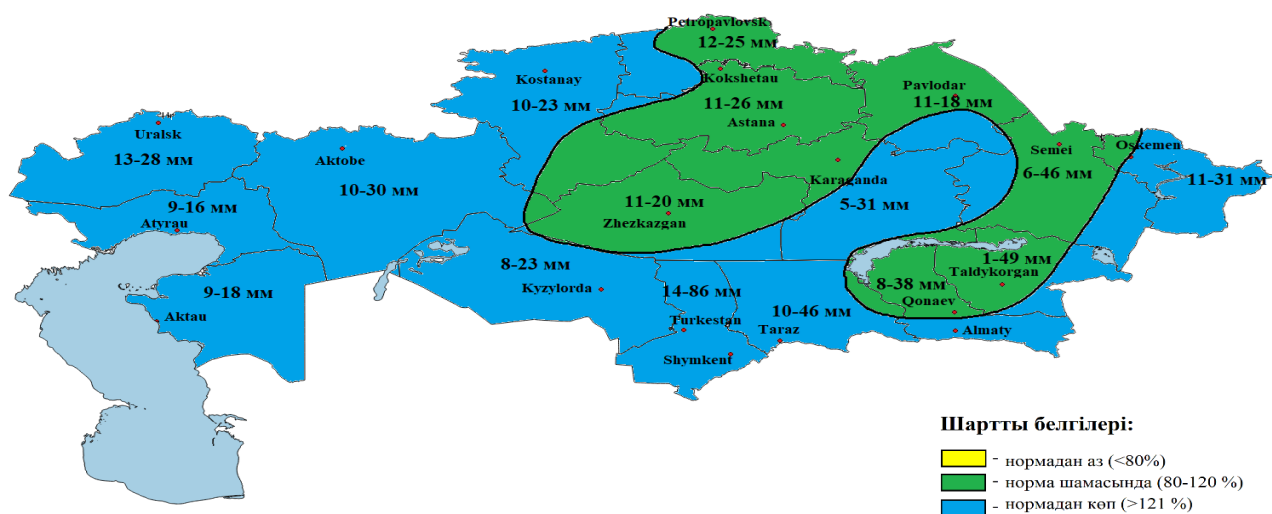 Petropavlovsk
12-25 мм
Kostanay
10-23 мм
Kokshetau
11-26 мм
Astana
Pavlodar
11-18 мм
Uralsk
13-28 мм
Aktobe
10-30 мм
Semei
6-46 мм
Oskemen
11-31 мм
Karaganda
5-31 мм
11-20 мм
Zhezkazgan
9-16 мм
Atyrau
9-18 мм
Aktau
8-23 мм
Kyzylorda
14-86 мм
Turkestan
Shymkent
10-46 мм
Taraz
8-38 мм
Qonaev
1-49 мм
Taldykorgan
Almaty
Шартты белгілері:
- нормадан аз (<80%)
- норма шамасында (80-120 %)
- нормадан көп (>121 %)